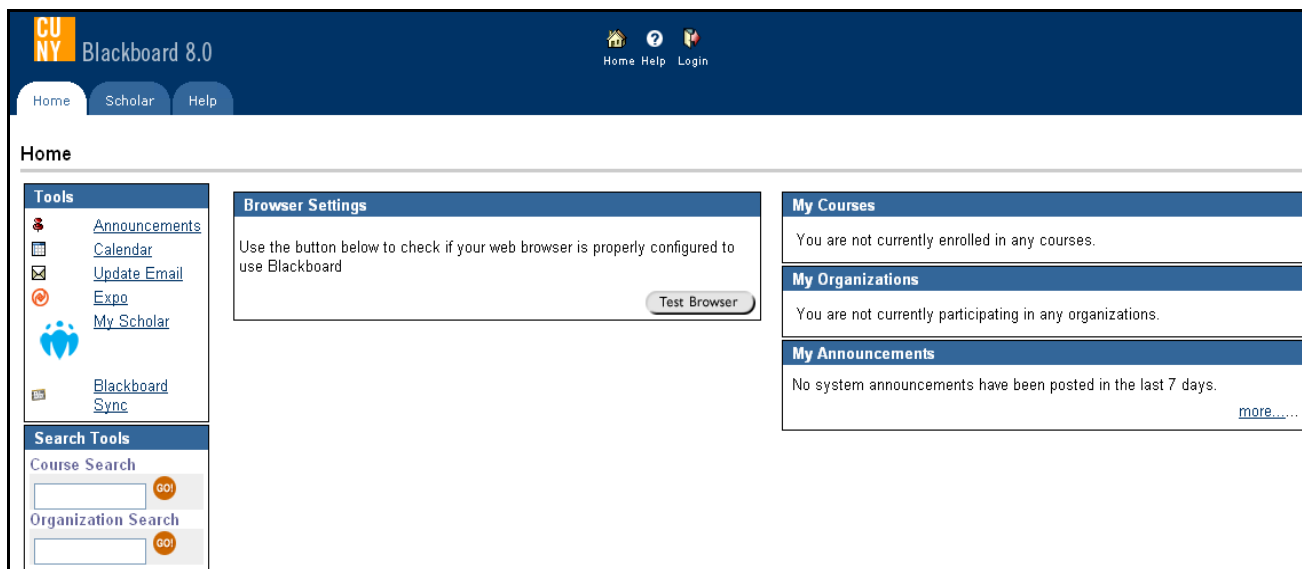 CU
NY
Blackboard 8.0
Home Help Login
Home Scholar Help
Home
Tools
Announcements
Calendar
Update Email
Expo
My Scholar
Blackboard
Sync
Search Tools
Course Search
GO!
Organization Search
GO!
Browser Settings
Use the button below to check if your web browser is properly configured to
use Blackboard
Test Browser
My Courses
You are not currently enrolled in any courses.
My Organizations
You are not currently participating in any organizations.
My Announcements
No system announcements have been posted in the last 7 days.
more......